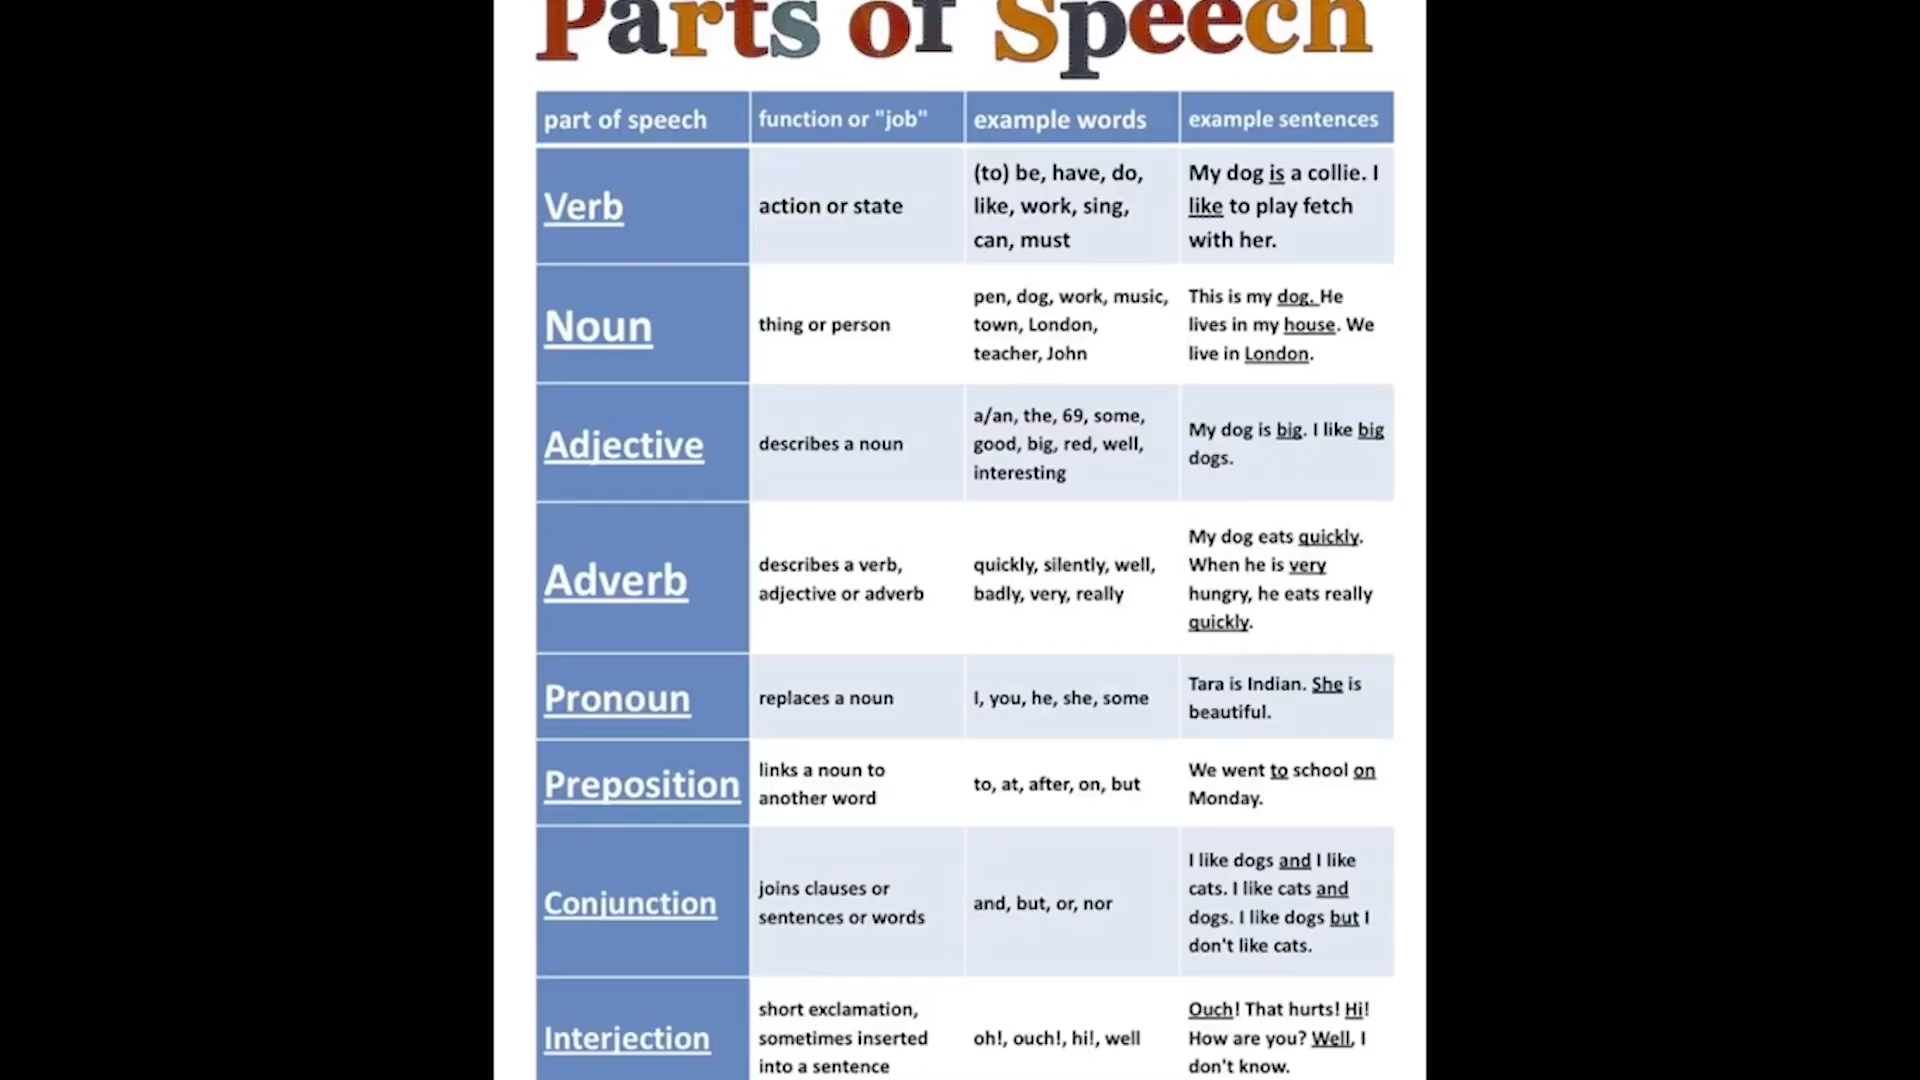 Parts of Speech
part of speech
function or "job"
example words
example sentences
Verb
action or state
(to) be, have, do,
like, work, sing,
can, must
My dog is a collie. I
like to play fetch
with her.
Noun
thing or person
pen, dog, work, music,
town, London,
teacher, John
This is my dog. He
lives in my house. We
live in London.
Adjective
describes a noun
a/an, the, 69, some,
good, big, red, well,
interesting
My dog is big. I like big
dogs.
Adverb
describes a verb,
adjective or adverb
quickly, silently, well,
badly, very, really
My dog eats quickly.
When he is very
hungry, he eats really
quickly.
Pronoun
replaces a noun
I, you, he, she, some
Tara is Indian. She is
beautiful.
Preposition
links a noun to
another word
to, at, after, on, but
We went to school on
Monday.
Conjunction
joins clauses or
sentences or words
and, but, or, nor
I like dogs and I like
cats. I like cats and
dogs. I like dogs but I
don't like cats.
Interjection
short exclamation,
sometimes inserted
into a sentence
oh!, ouch!, hi!, well
Ouch! That hurts! Hi!
How are you? Well, I
don't know.